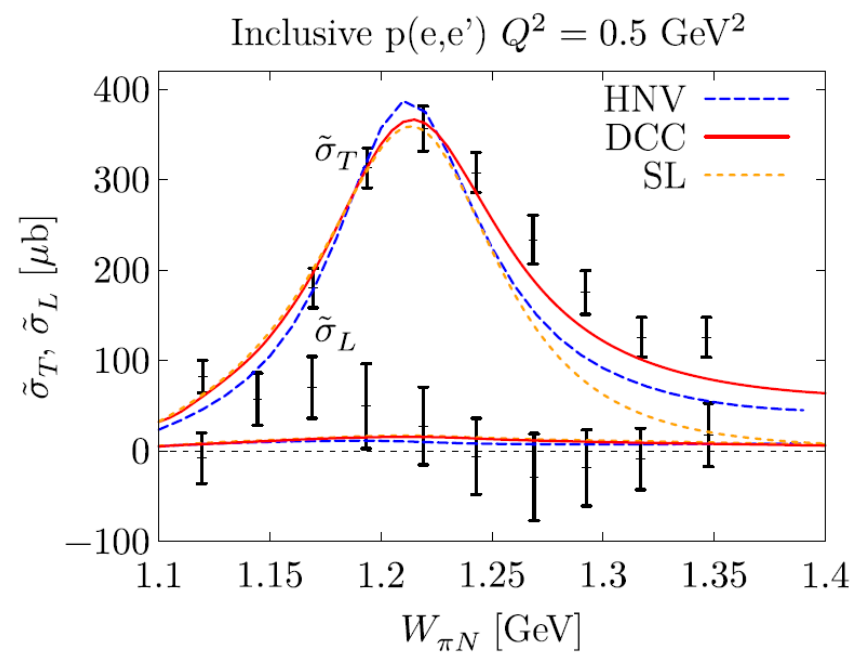 Inclusive p(e,e’) Q² = 0.5 GeV²
HNV
DCC
SL
σ̃_T
σ̃_L
σ̃_T, σ̃_L [μb]
400
300
200
100
0
−100
1.1 1.15 1.2 1.25 1.3 1.35 1.4
W_πN [GeV]